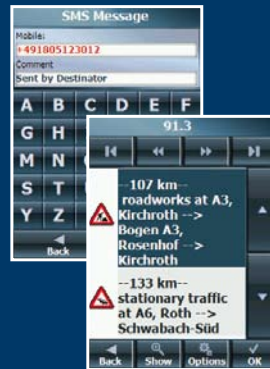 SMS Message
Mobile:
+491805123012
Comment
Sent by Destinator
A B C D E F
G H
M N
S T
Y Z
Back
91.3
--107 km--
roadworks at A3,
Kirchroth -->
Bogen A3,
Rosenhof -->
Kirchroth
--133 km--
stationary traffic
at A6, Roth -->
Schwabach-Süd
Back Show Options OK